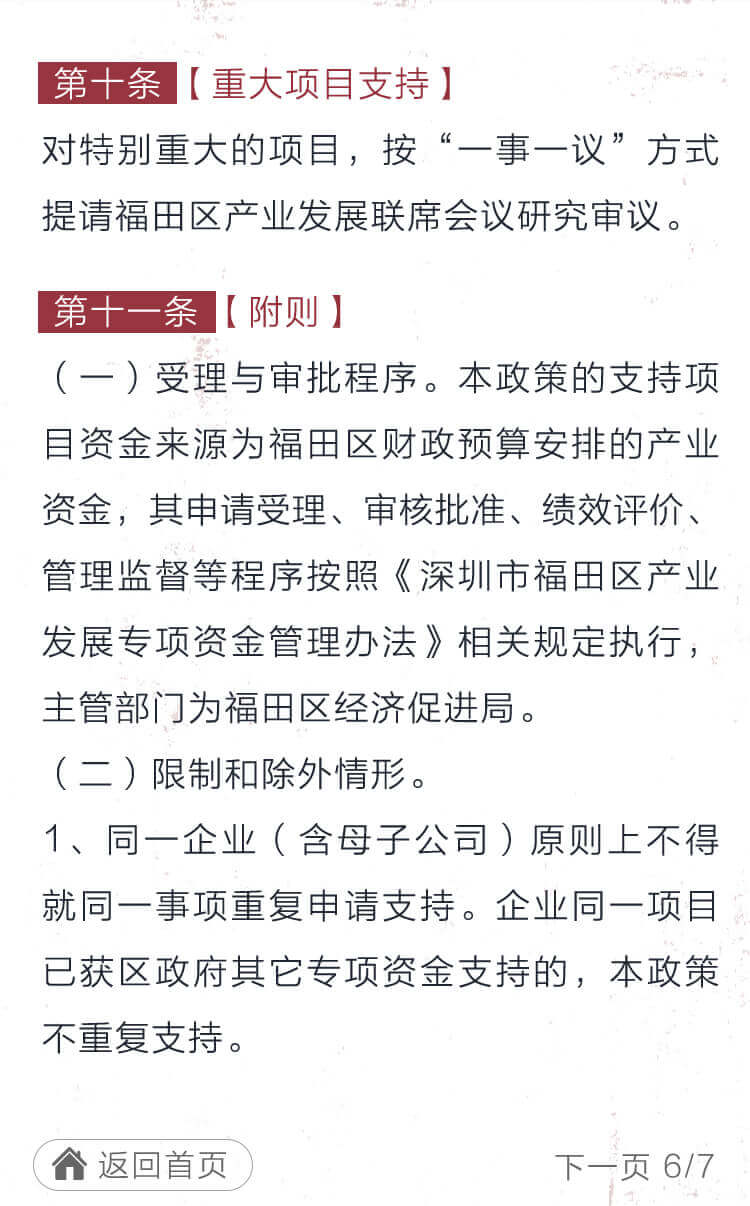 第十条【重大项目支持】
对特别重大的项目，按“一事一议”方式
提请福田区产业发展联席会议研究审议。
第十一条【附则】
（一）受理与审批程序。本政策的支持项
目资金来源为福田区财政预算安排的产业
资金，其申请受理、审核批准、绩效评价、
管理监督等程序按照《深圳市福田区产业
发展专项资金管理办法》相关规定执行，
主管部门为福田区经济促进局。
（二）限制和除外情形。
1、同一企业（含母子公司）原则上不得
就同一事项重复申请支持。企业同一项目
已获区政府其它专项资金支持的，本政策
不重复支持。
返回首页
下一页 6/7